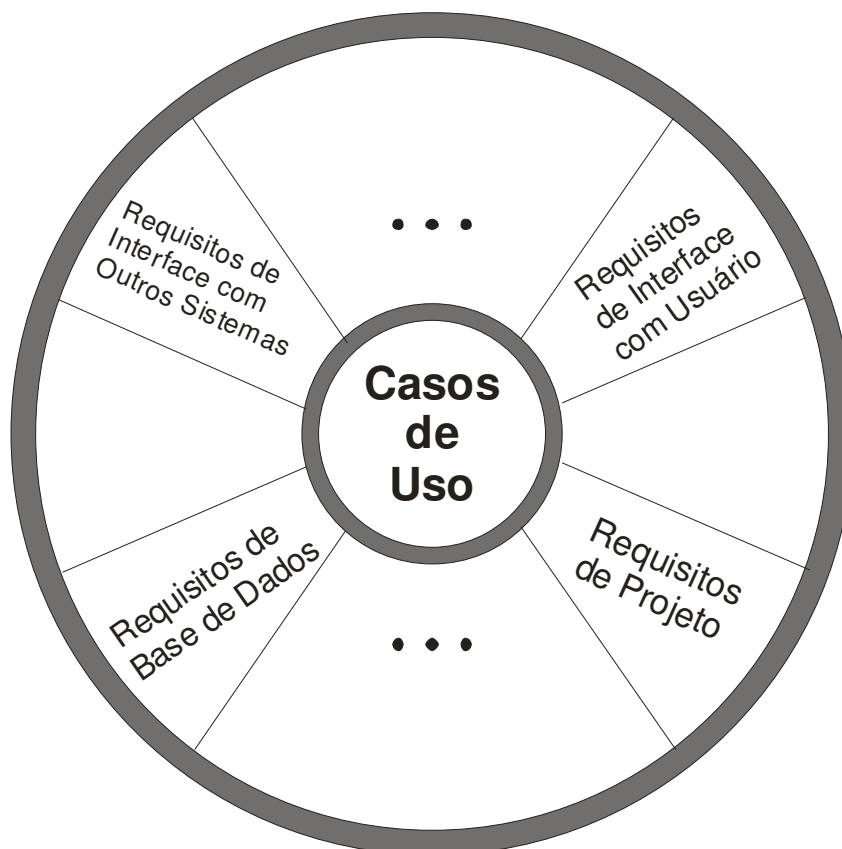 • • •
Requisitos de
Interface com
Outros Sistemas
Requisitos
de Interface
com Usuário
Casos
de
Uso
Requisitos de
Base de Dados
Requisitos
de Projeto
• • •